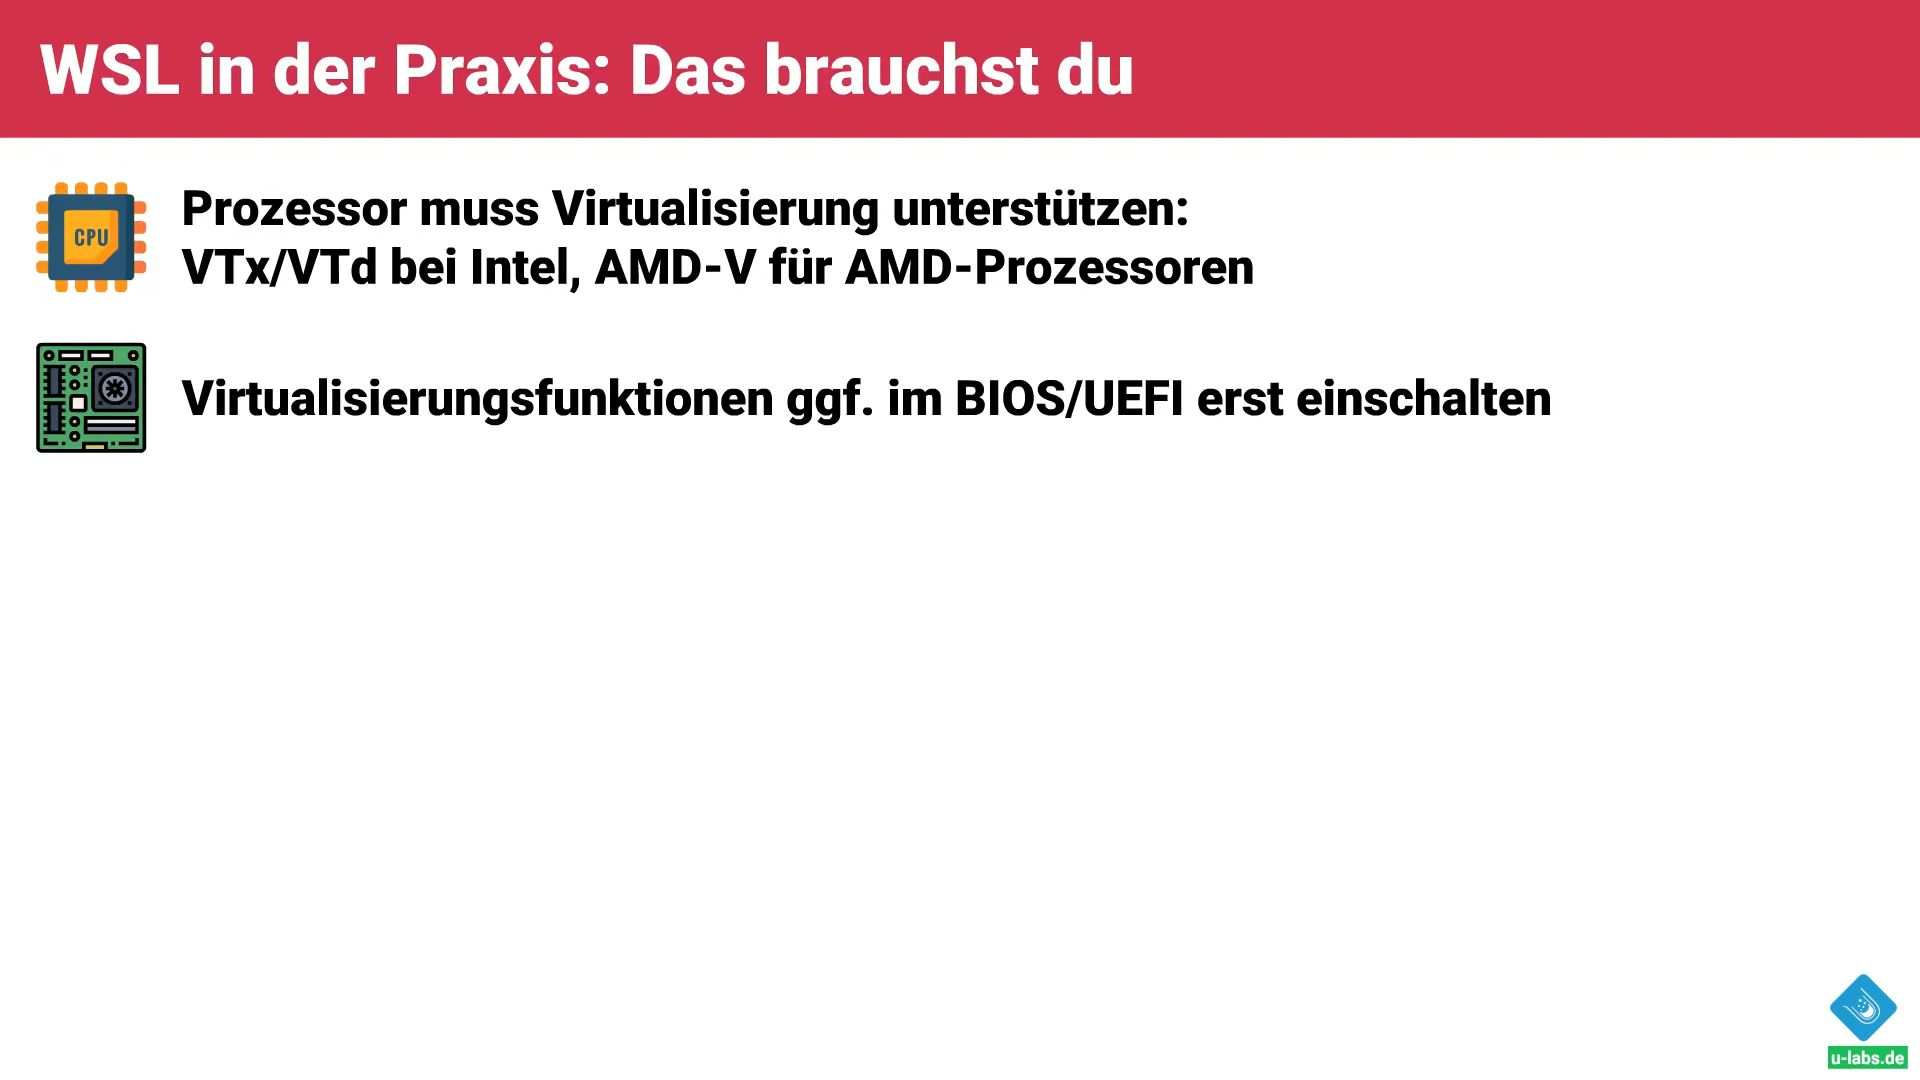 WSL in der Praxis: Das brauchst du
CPU
Prozessor muss Virtualisierung unterstützen:
VTx/VTd bei Intel, AMD-V für AMD-Prozessoren
Virtualisierungsfunktionen ggf. im BIOS/UEFI erst einschalten
u-labs.de